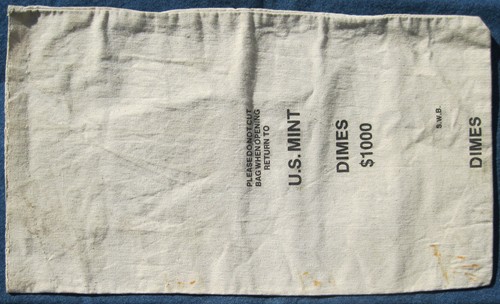 PLEASE DO NOT CUT
BAG WHEN OPENING
RETURN TO
U.S. MINT
DIMES
$1000
S.W.B.
DIMES